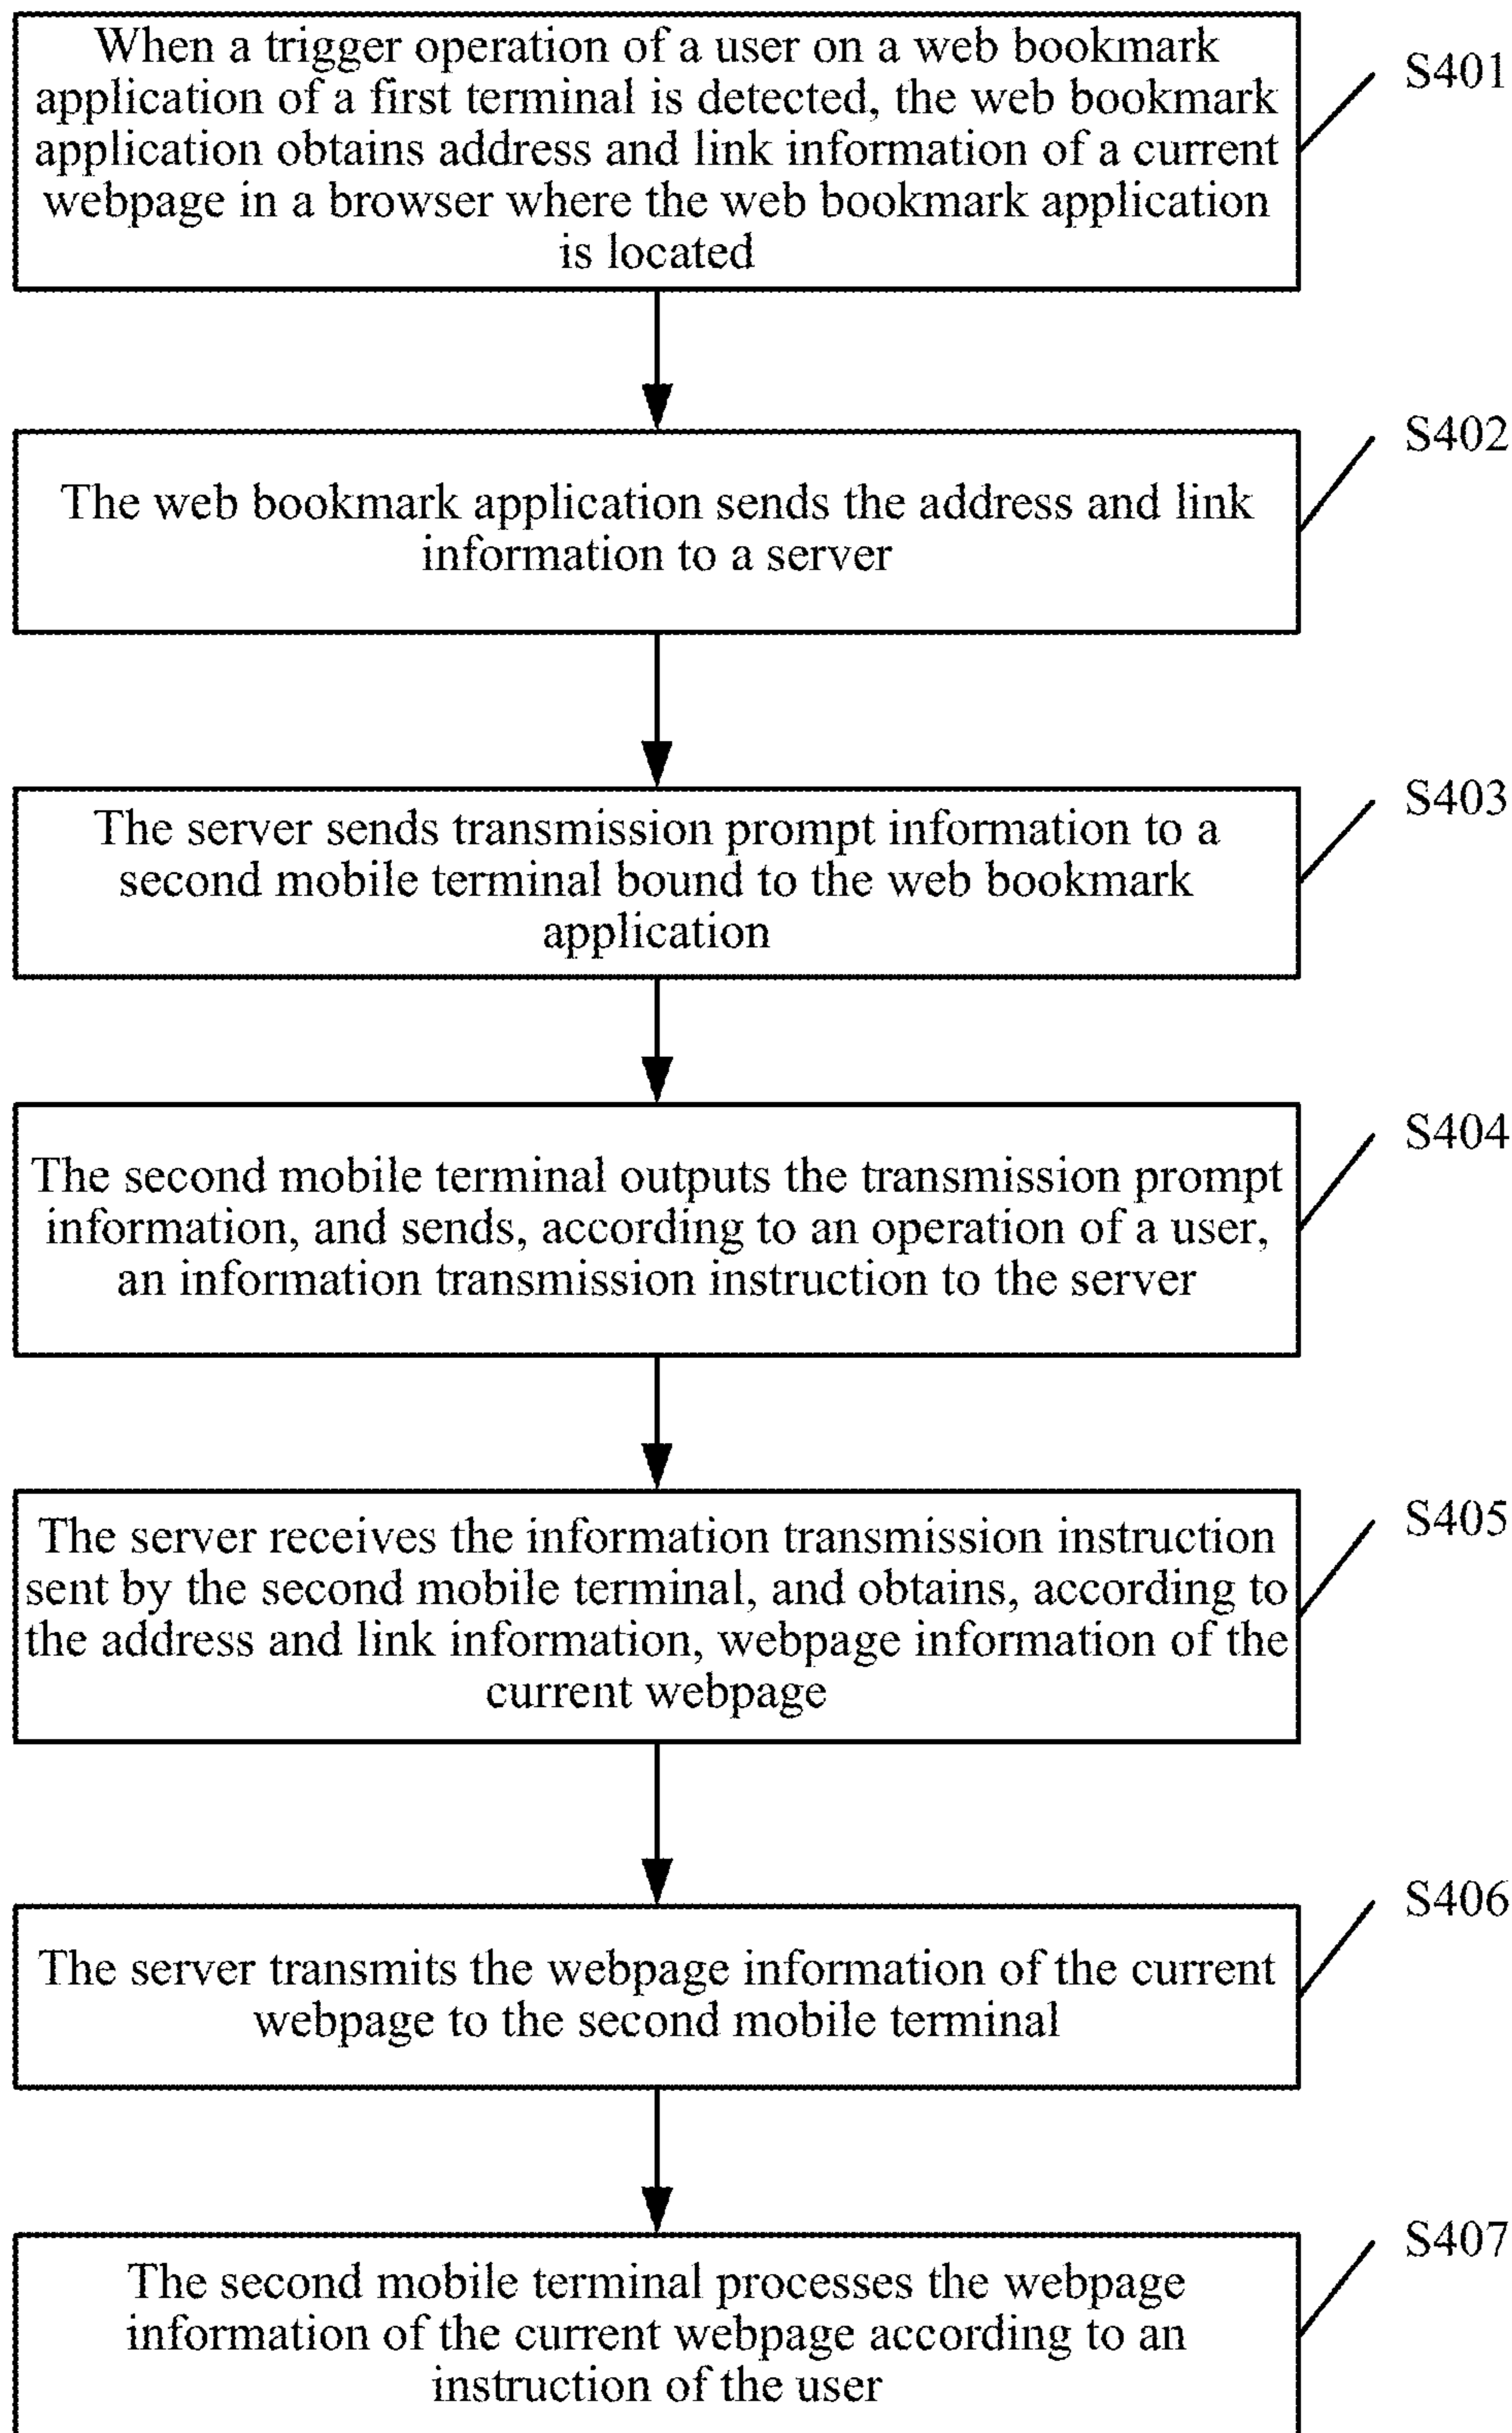 When a trigger operation of a user on a web bookmark
application of a first terminal is detected, the web bookmark
application obtains address and link information of a current
webpage in a browser where the web bookmark application
is located
S401
The web bookmark application sends the address and link
information to a server
S402
The server sends transmission prompt information to a
second mobile terminal bound to the web bookmark
application
S403
The second mobile terminal outputs the transmission prompt
information, and sends, according to an operation of a user,
an information transmission instruction to the server
S404
The server receives the information transmission instruction
sent by the second mobile terminal, and obtains, according to
the address and link information, webpage information of the
current webpage
S405
The server transmits the webpage information of the current
webpage to the second mobile terminal
S406
The second mobile terminal processes the webpage
information of the current webpage according to an
instruction of the user
S407